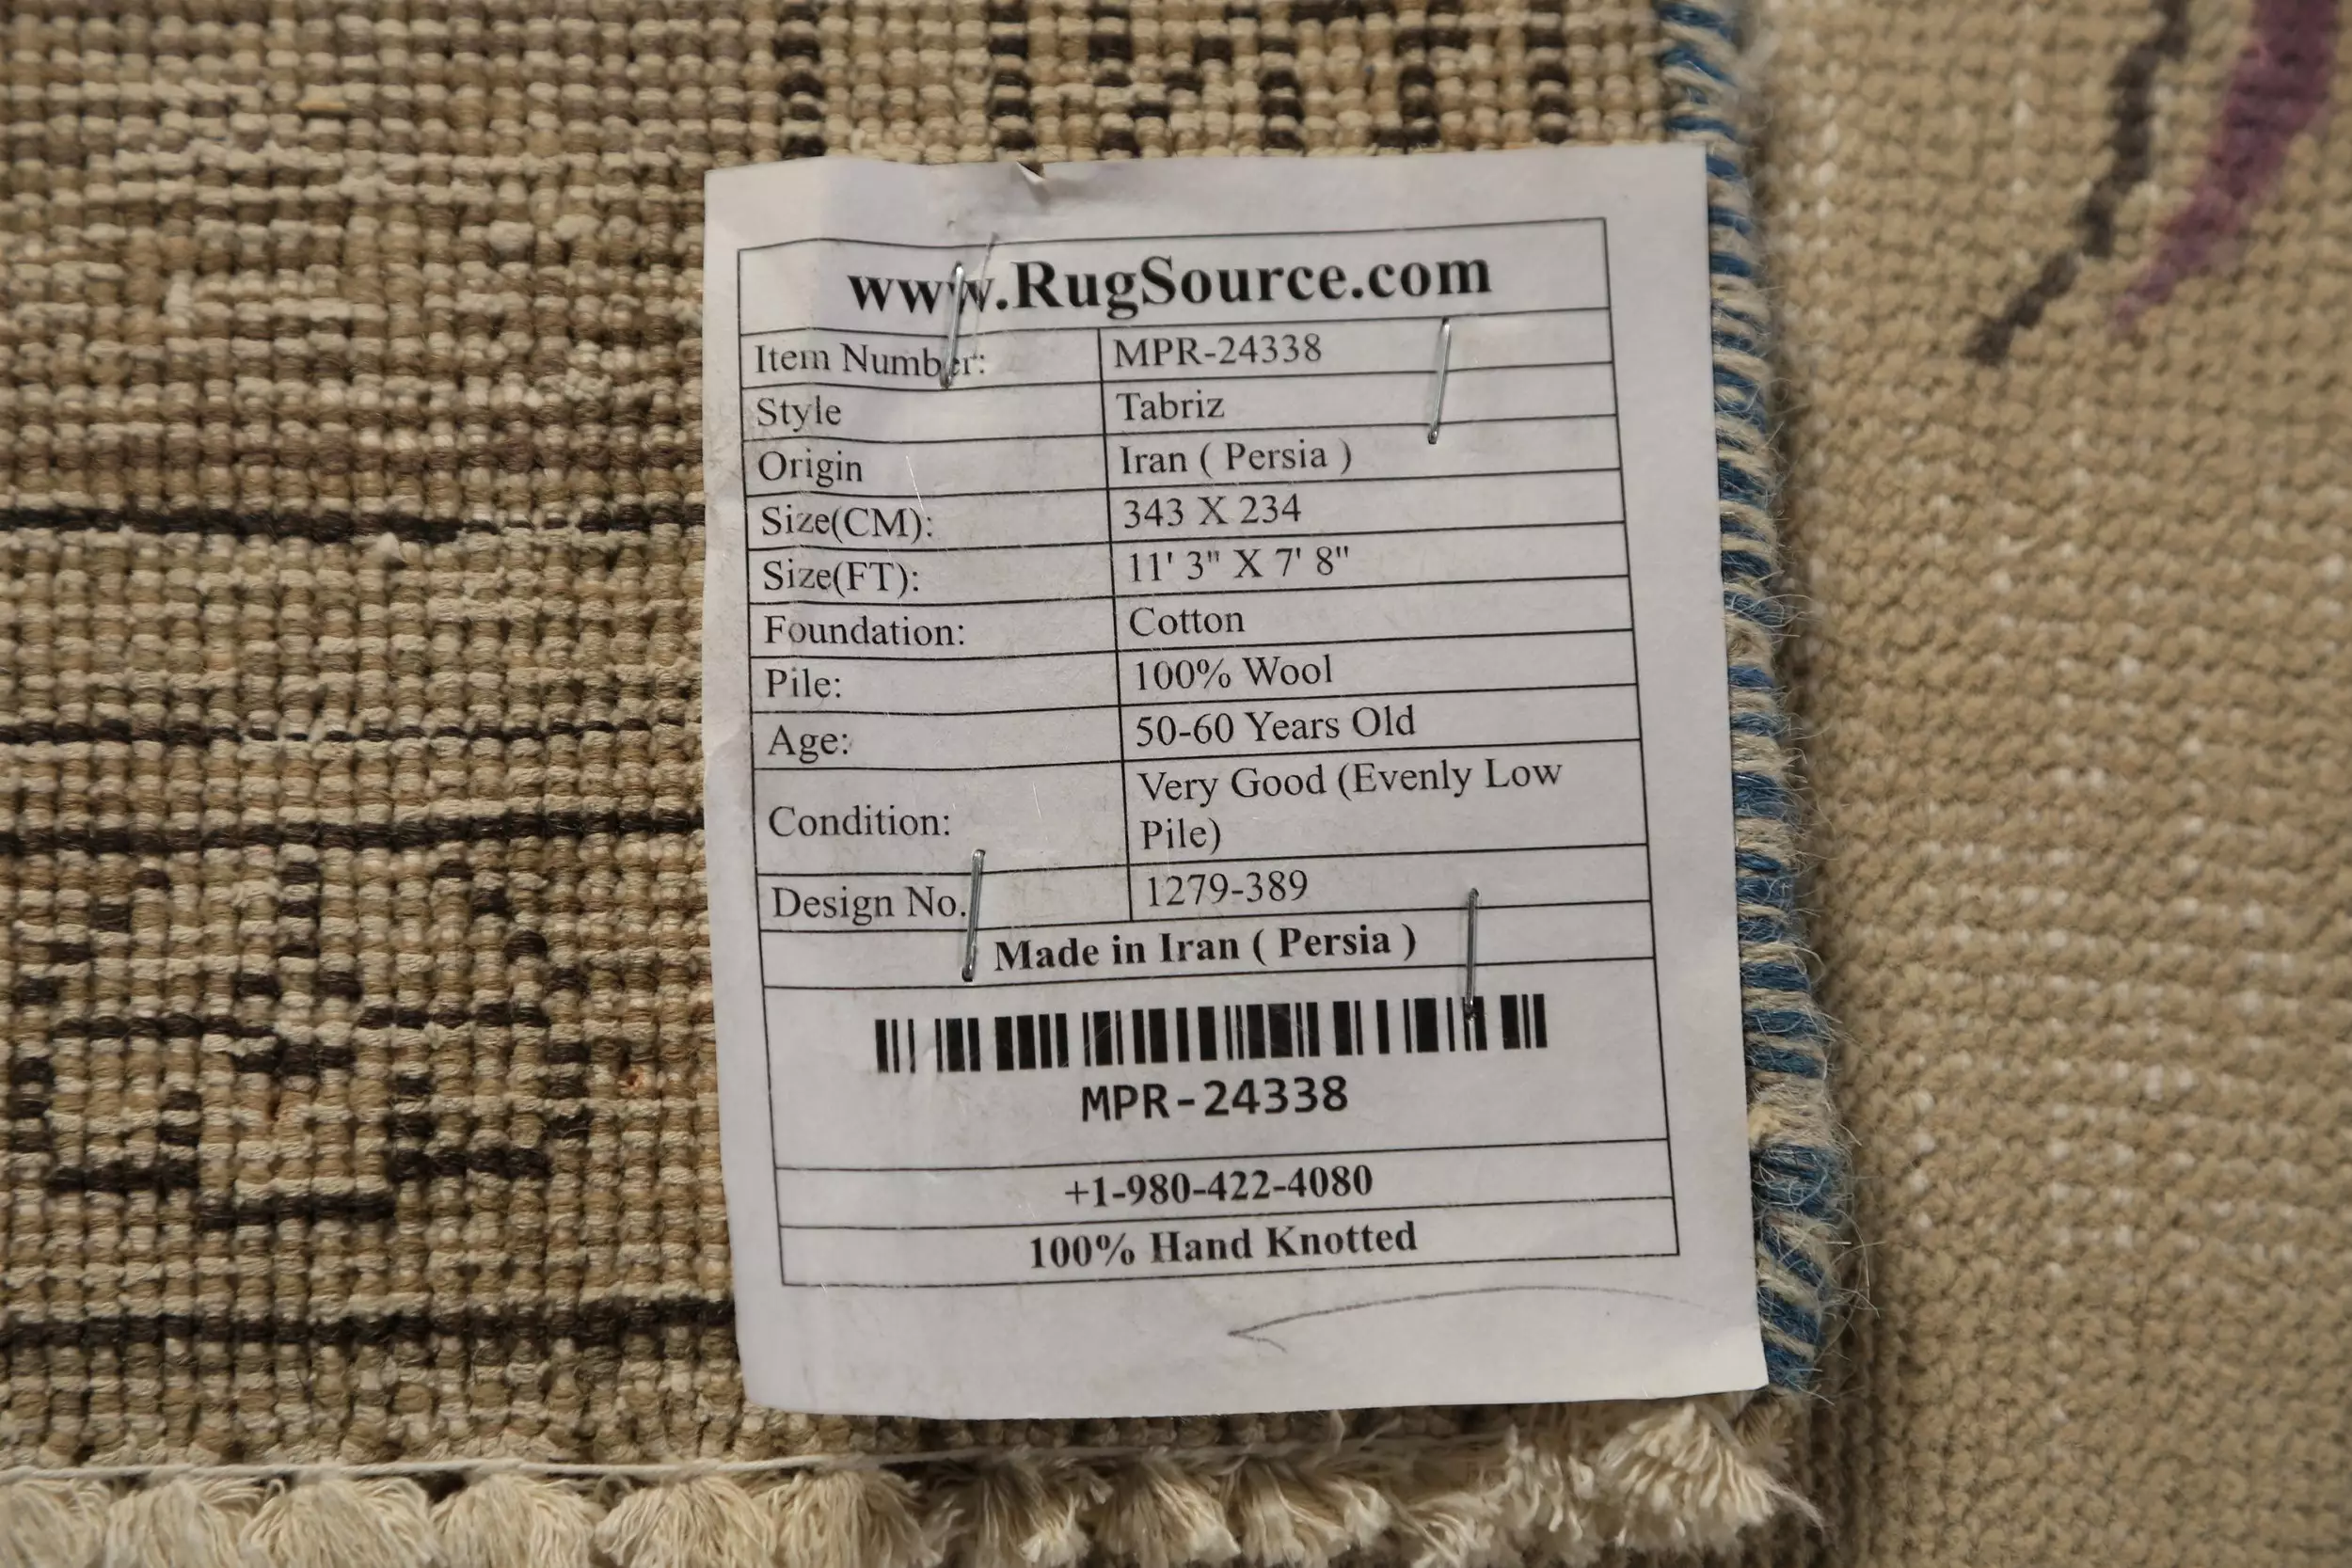 www.RugSource.com
Item Number: MPR-24338
Style Tabriz
Origin Iran ( Persia )
Size(CM): 343 X 234
Size(FT): 11' 3" X 7' 8"
Foundation: Cotton
Pile: 100% Wool
Age: 50-60 Years Old
Condition: Very Good (Evenly Low
Pile)
Design No. 1279-389
Made in Iran ( Persia )
MPR-24338
+1-980-422-4080
100% Hand Knotted